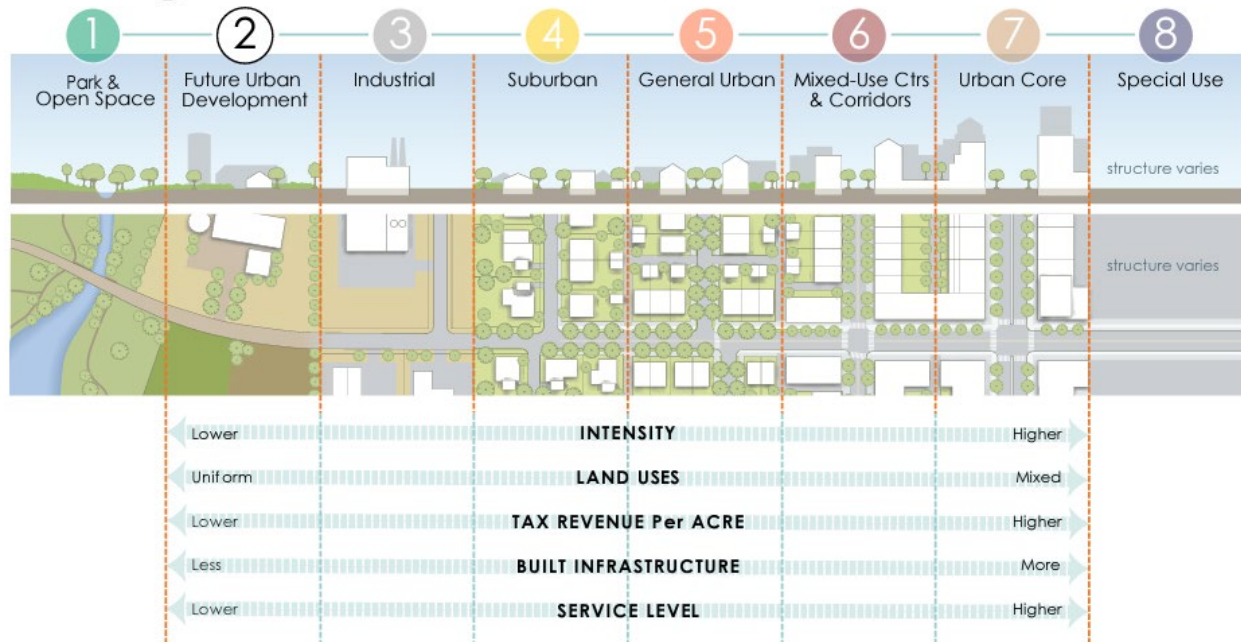 1
2
3
4
5
6
7
8
Park &
Open Space
Future Urban
Development
Industrial
Suburban
General Urban
Mixed-Use Ctrs
& Corridors
Urban Core
Special Use
structure varies
structure varies
Lower INTENSITY Higher
Uniform LAND USES Mixed
Lower TAX REVENUE Per ACRE Higher
Less BUILT INFRASTRUCTURE More
Lower SERVICE LEVEL Higher